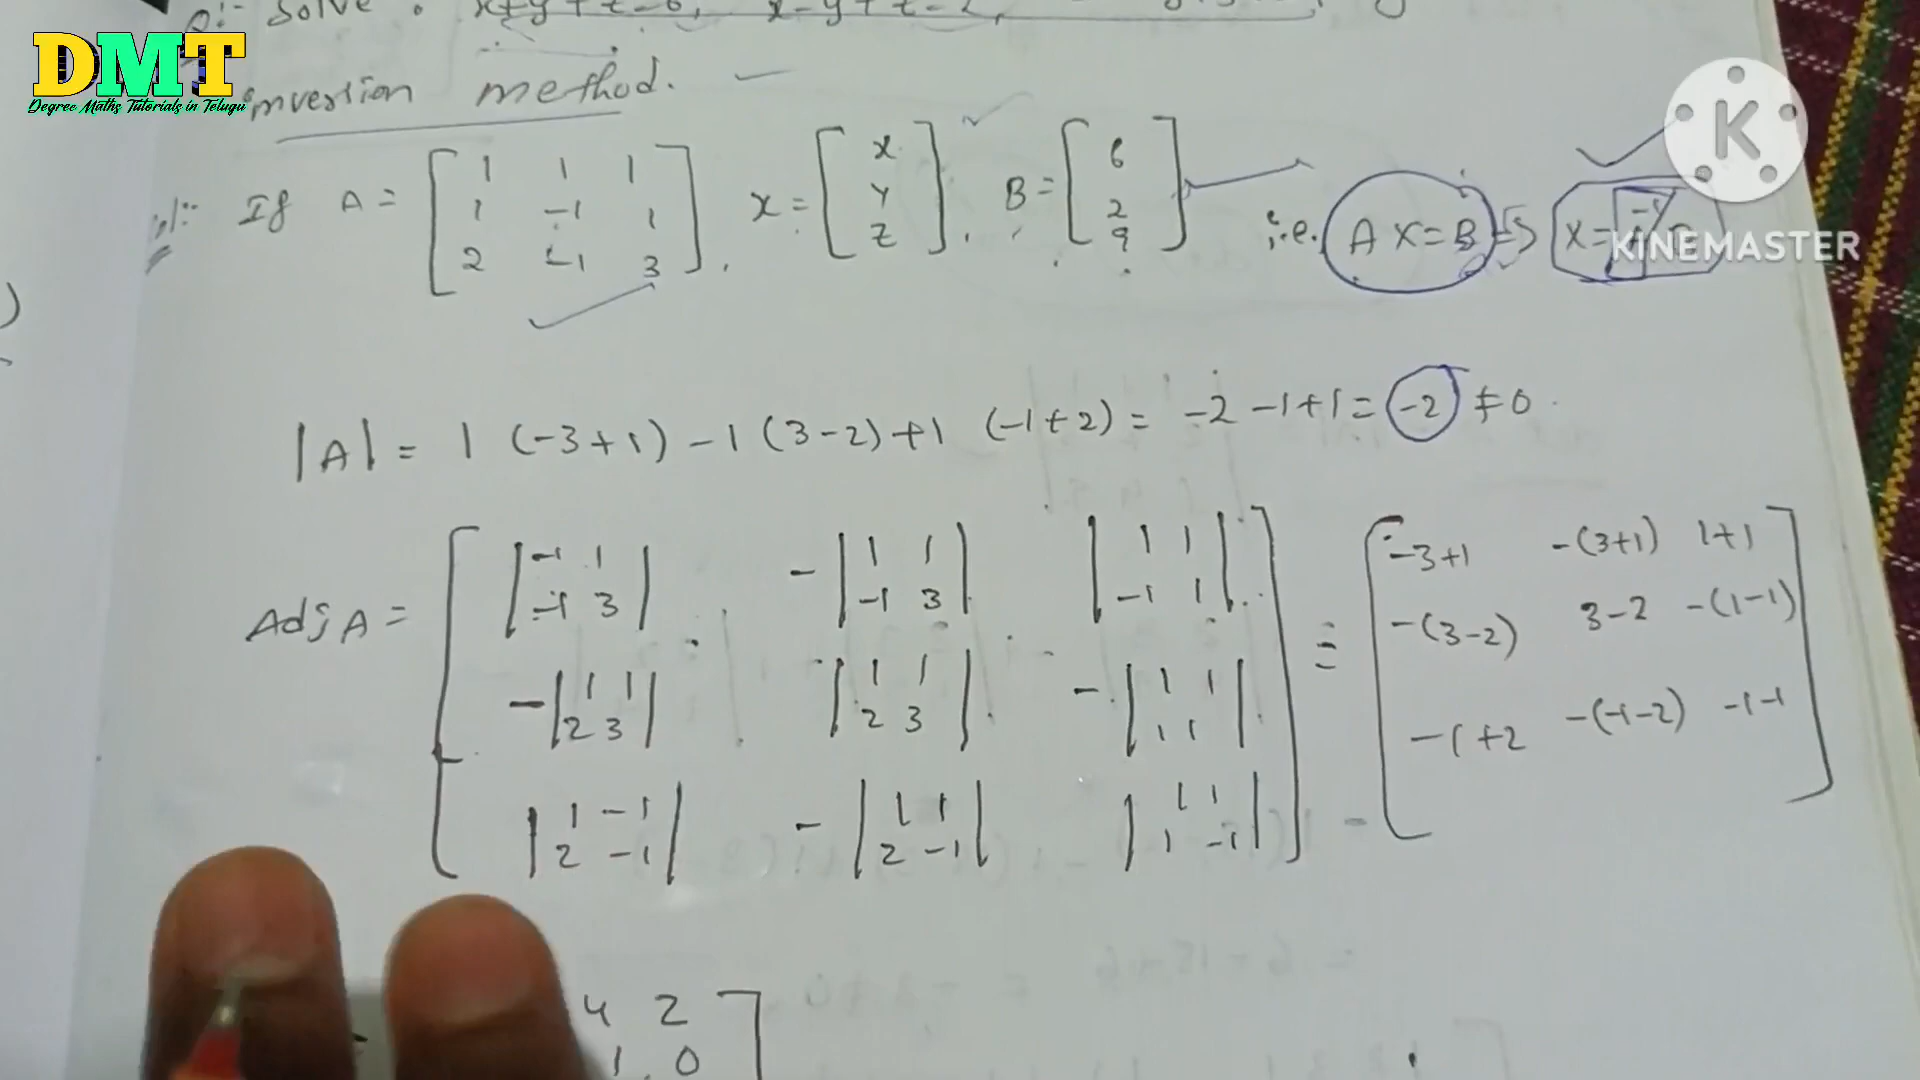 Solve : x+y+z=6, x-y+z=2,
DMT
Degree Maths Tutorials in Telugu
inversion method.
K
KINEMASTER
If A = [1 1 1; 1 -1 1; 2 -1 3], X = [x; y; z], B = [6; 2; 9] i.e. AX=B => X=
|A| = 1 (-3+1) -1 (3-2) +1 (-1+2) = -2 -1+1 = -2 ≠ 0
Adj A = [|-1 1; -1 3| -|1 1; -1 3| |1 1; -1 1|; -|1 1; 2 3| |1 1; 2 3| -|1 1; 1 1|; |1 -1; 2 -1| -|1 1; 2 -1| |1 1; 1 -1|] = [-3+1 -(3+1) 1+1; -(3-2) 3-2 -(1-1); -1+2 -(-1-2) -1-1]
4 2
1 0